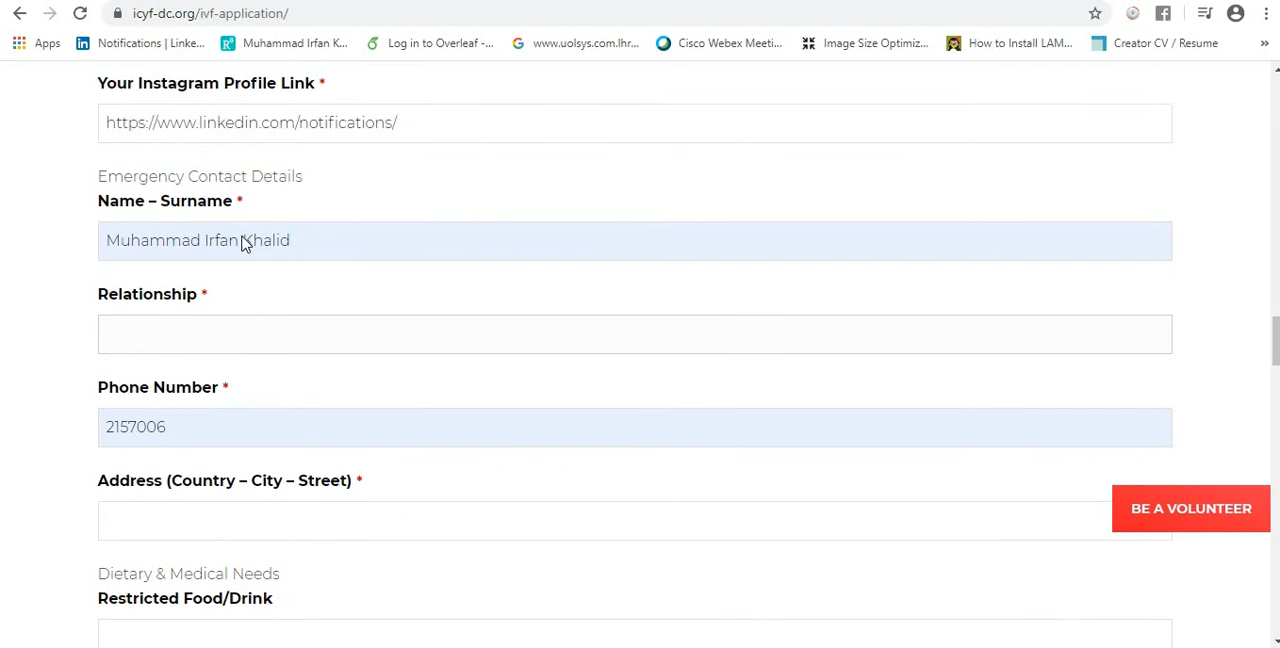 icyf-dc.org/ivf-application/
Apps Notifications | Linke... Muhammad Irfan K... Log in to Overleaf -... www.uolsys.com.lhr... Cisco Webex Meeti... Image Size Optimiz... How to Install LAM... Creator CV / Resume »
Your Instagram Profile Link *
https://www.linkedin.com/notifications/
Emergency Contact Details
Name – Surname *
Muhammad Irfan Khalid
Relationship *
Phone Number *
2157006
Address (Country – City – Street) *
BE A VOLUNTEER
Dietary & Medical Needs
Restricted Food/Drink